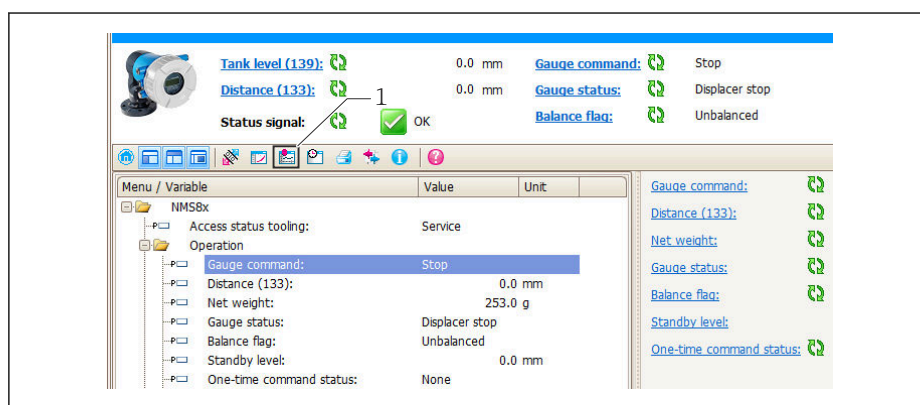 Tank level (139): 0.0 mm Gauge command: Stop
Distance (133): 0.0 mm Gauge status: Displacer stop
1
Status signal: OK Balance flag: Unbalanced
Menu / Variable Value Unit
NMS8x
Access status tooling: Service
Operation
Gauge command: Stop
Distance (133): 0.0 mm
Net weight: 253.0 g
Gauge status: Displacer stop
Balance flag: Unbalanced
Standby level: 0.0 mm
One-time command status: None
Gauge command:
Distance (133):
Net weight:
Gauge status:
Balance flag:
Standby level:
One-time command status: